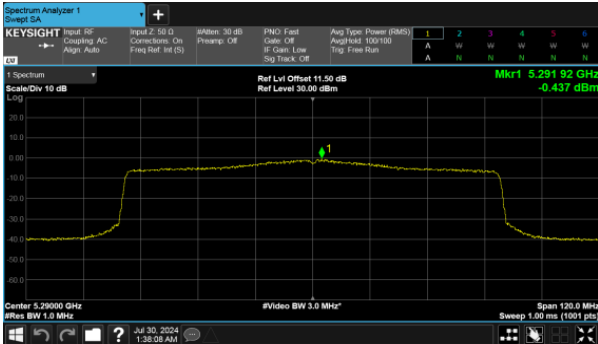 Spectrum Analyzer 1
Swept SA
+
KEYSIGHT
Input: RF
Coupling: AC
Align: Auto
Input Z: 50 Ω
Corrections: On
Freq Ref: Int (S)
#Atten: 30 dB
Preamp: Off
PNO: Fast
Gate: Off
IF Gain: Low
Sig Track: Off
Avg Type: Power (RMS)
Avg|Hold: 100/100
Trig: Free Run
1 2 3 4 5 6
A W W W W W
A N N N N N
LXI
1 Spectrum
Scale/Div 10 dB
Log
Ref Lvl Offset 11.50 dB
Ref Level 30.00 dBm
Mkr1 5.291 92 GHz
-0.437 dBm
1
20.0
10.0
0.00
-10.0
-20.0
-30.0
-40.0
-50.0
-60.0
Center 5.29000 GHz
#Res BW 1.0 MHz
#Video BW 3.0 MHz*
Span 120.0 MHz
Sweep 1.00 ms (1001 pts)
?
Jul 30, 2024
1:38:08 AM